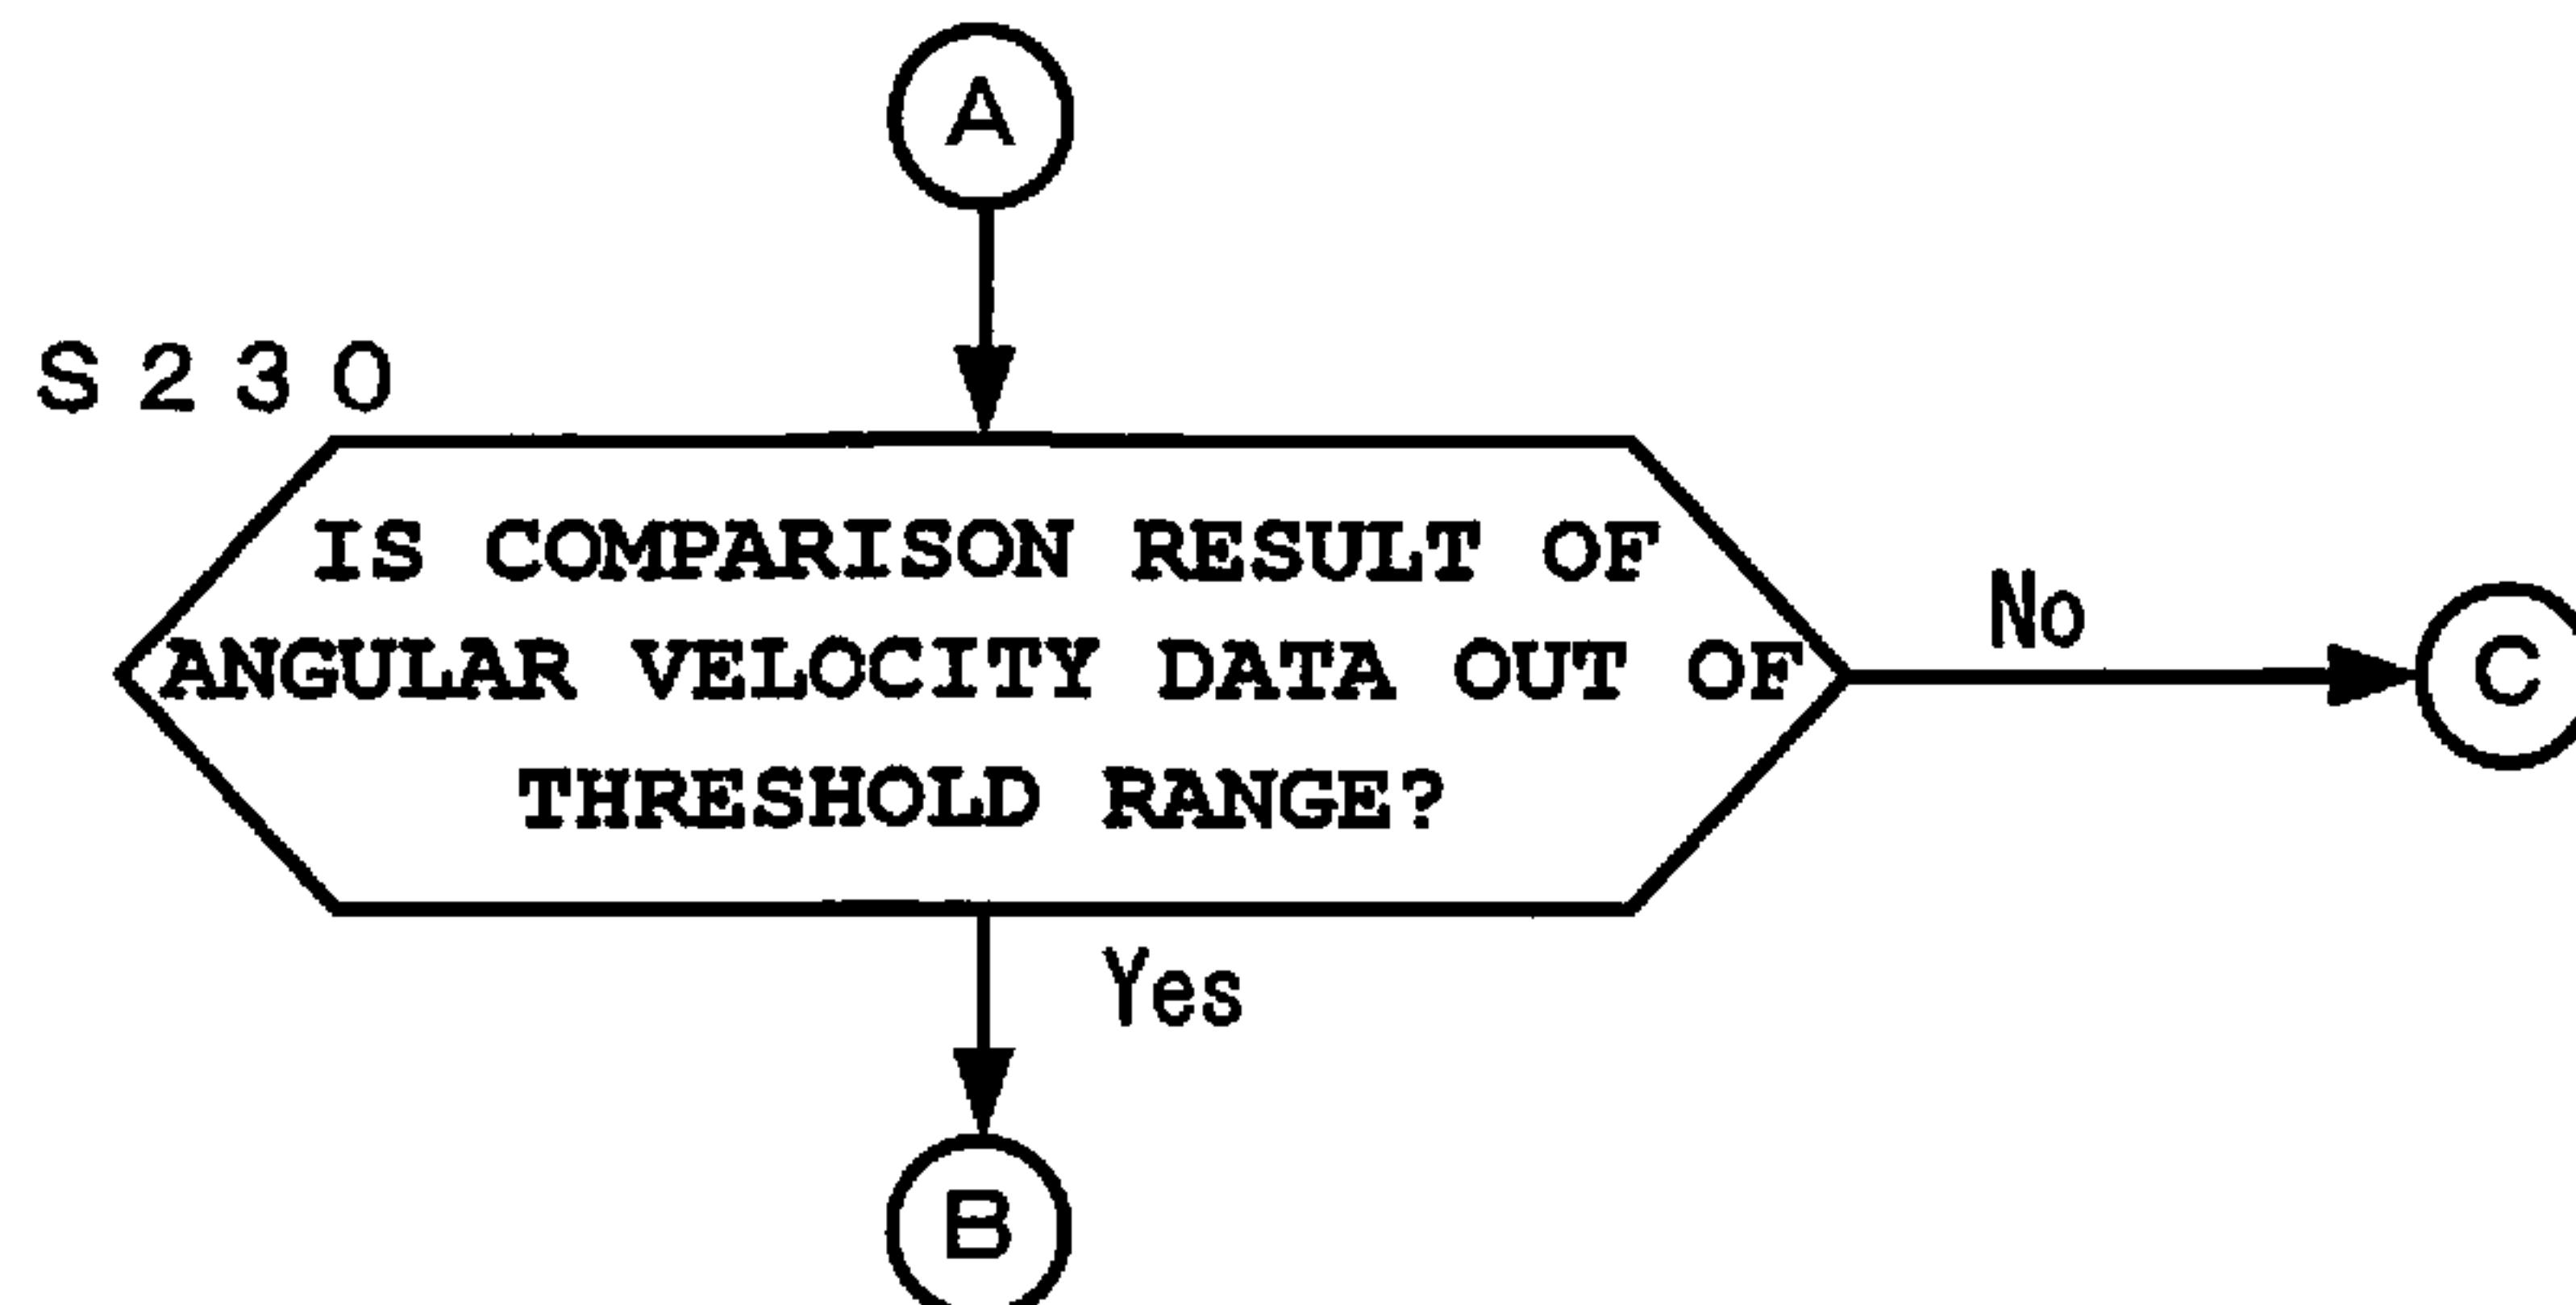 A
S230
IS COMPARISON RESULT OF
ANGULAR VELOCITY DATA OUT OF
THRESHOLD RANGE?
No
C
Yes
B